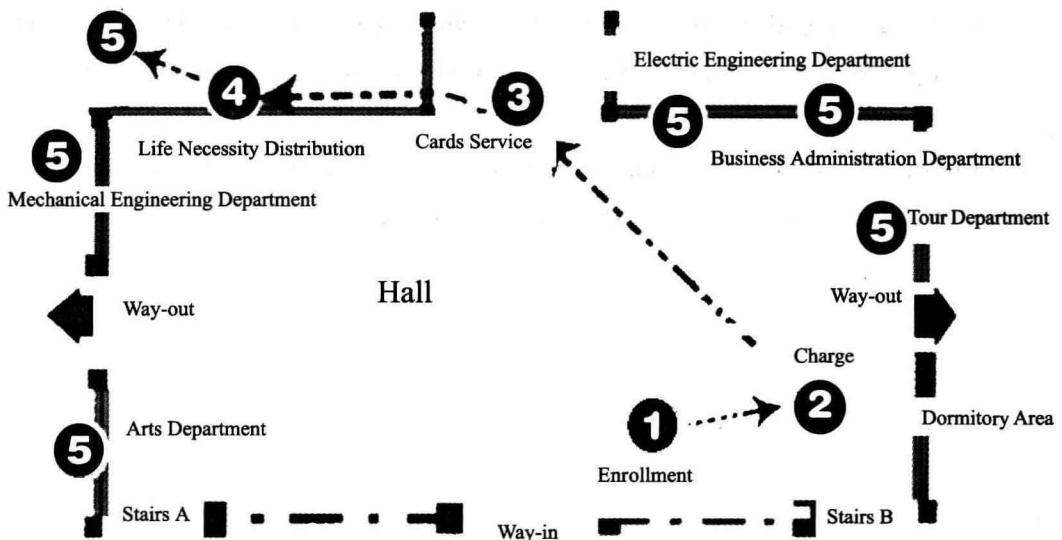 5
Electric Engineering Department
4
3
5
5
Life Necessity Distribution
Cards Service
Business Administration Department
5
Mechanical Engineering Department
5
Tour Department
Hall
Way-out
Way-out
Charge
1
2
Dormitory Area
5
Arts Department
Enrollment
Stairs A
Way-in
Stairs B